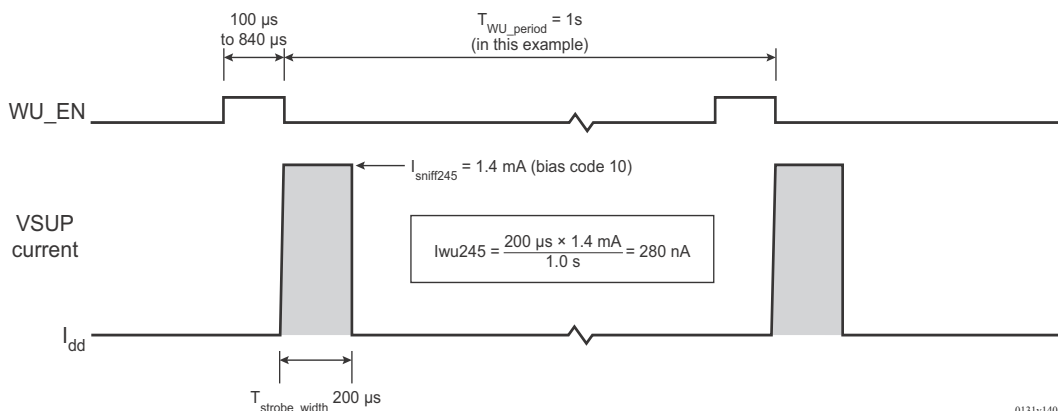 100 µs
to 840 µs
T_WU_period = 1s
(in this example)
WU_EN
I_sniff245 = 1.4 mA (bias code 10)
VSUP
current
Iwu245 = 200 µs × 1.4 mA / 1.0 s = 280 nA
I_dd
T_strobe_width 200 µs
0131v140